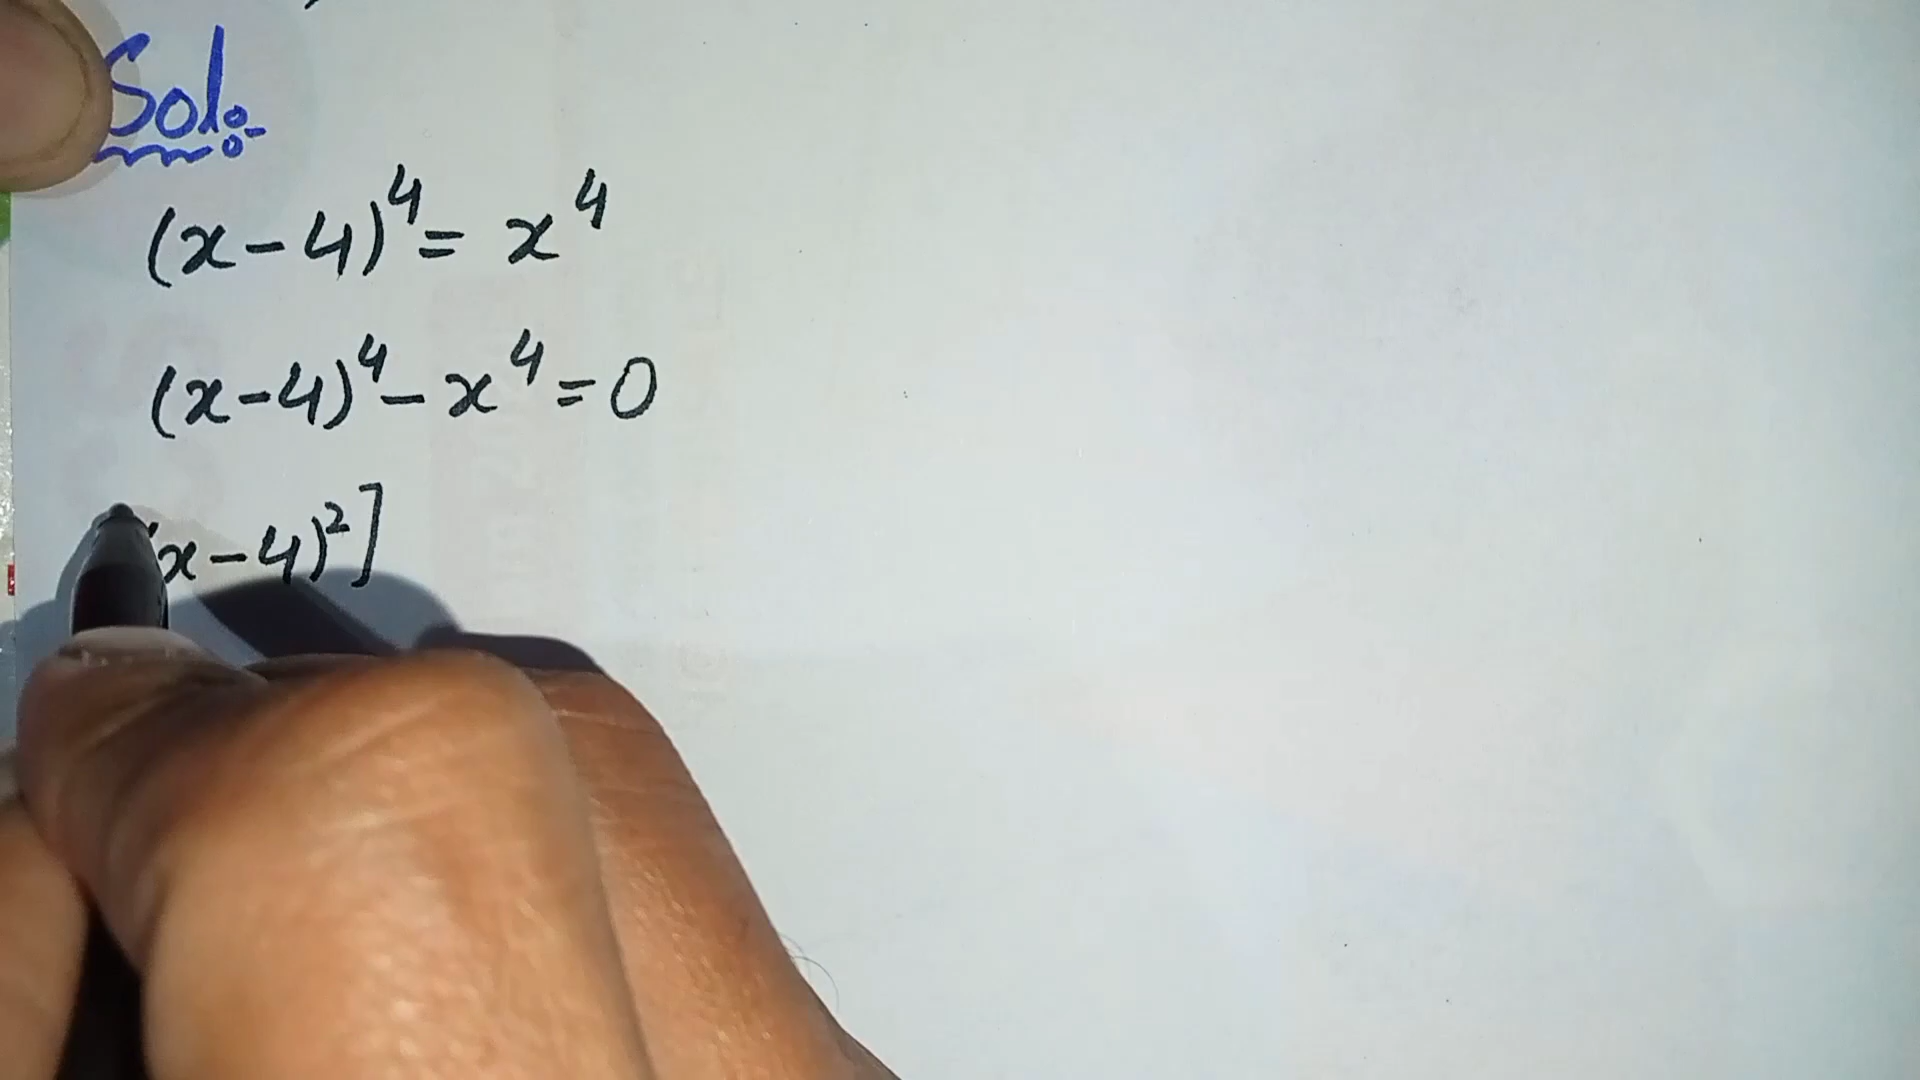 Sol:-
(x-4)⁴ = x⁴
(x-4)⁴ - x⁴ = 0
(x-4)²]